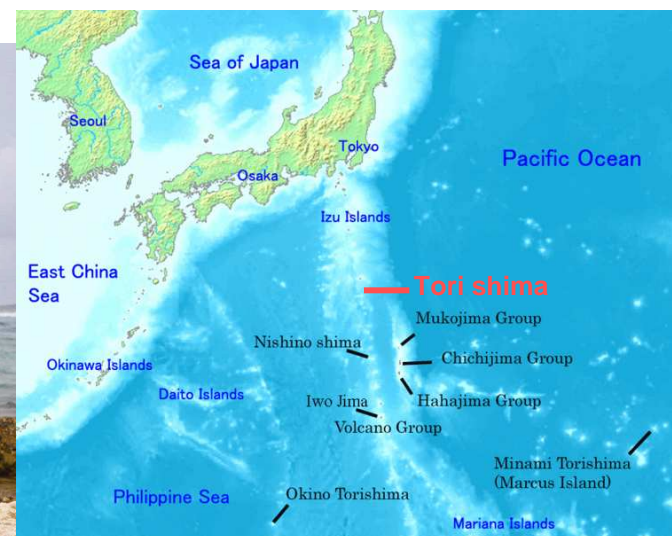 Sea of Japan
Seoul
Tokyo
Pacific Ocean
Osaka
Izu Islands
East China
Sea
Tori shima
Mukojima Group
Nishino shima
Chichijima Group
Okinawa Islands
Daito Islands
Iwo Jima
Hahajima Group
Volcano Group
Minami Torishima
(Marcus Island)
Philippine Sea
Okino Torishima
Mariana Islands